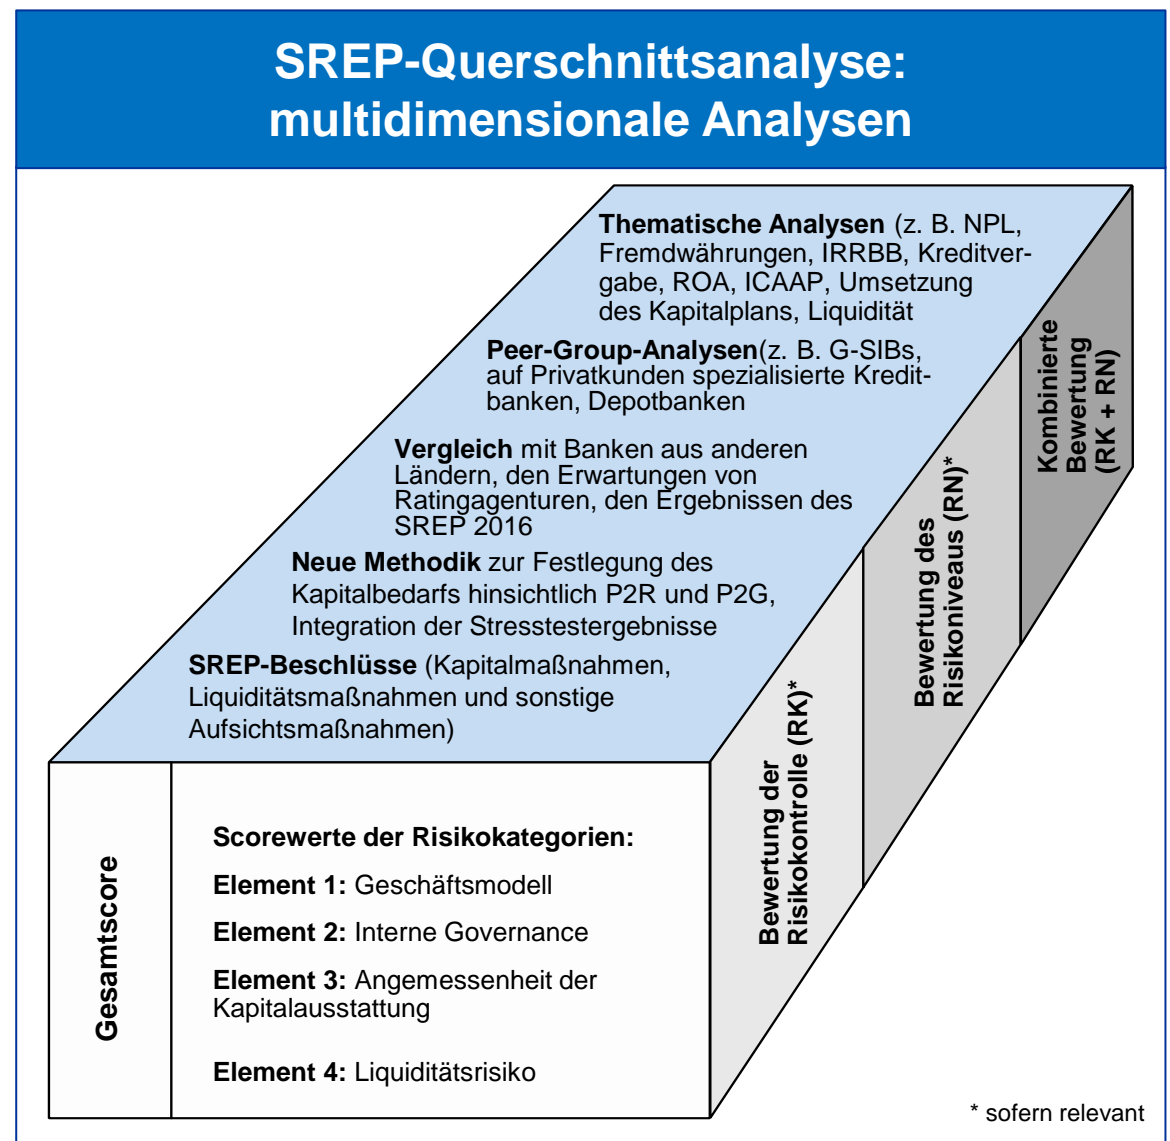 SREP-Querschnittsanalyse:
multidimensionale Analysen
Thematische Analysen (z. B. NPL,
Fremdwährungen, IRRBB, Kreditver-
gabe, ROA, ICAAP, Umsetzung
des Kapitalplans, Liquidität
Peer-Group-Analysen(z. B. G-SIBs,
auf Privatkunden spezialisierte Kredit-
banken, Depotbanken
Vergleich mit Banken aus anderen
Ländern, den Erwartungen von
Ratingagenturen, den Ergebnissen des
SREP 2016
Neue Methodik zur Festlegung des
Kapitalbedarfs hinsichtlich P2R und P2G,
Integration der Stresstestergebnisse
SREP-Beschlüsse (Kapitalmaßnahmen,
Liquiditätsmaßnahmen und sonstige
Aufsichtsmaßnahmen)
Gesamtscore
Scorewerte der Risikokategorien:
Element 1: Geschäftsmodell
Element 2: Interne Governance
Element 3: Angemessenheit der
Kapitalausstattung
Element 4: Liquiditätsrisiko
Bewertung der
Risikokontrolle (RK)*
Bewertung des
Risikoniveaus (RN)*
Kombinierte
Bewertung
(RK + RN)
* sofern relevant